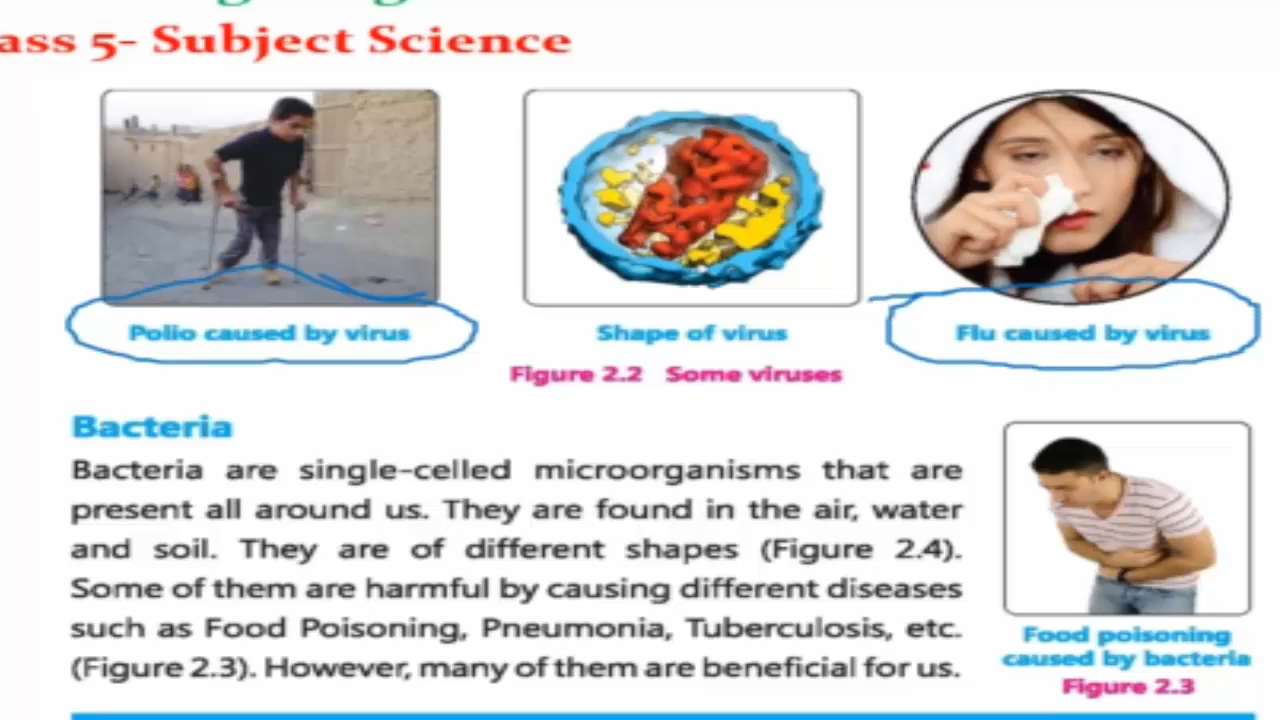 ass 5- Subject Science
Polio caused by virus
Shape of virus
Flu caused by virus
Figure 2.2 Some viruses
Bacteria
Bacteria are single-celled microorganisms that are
present all around us. They are found in the air, water
and soil. They are of different shapes (Figure 2.4).
Some of them are harmful by causing different diseases
such as Food Poisoning, Pneumonia, Tuberculosis, etc.
(Figure 2.3). However, many of them are beneficial for us.
Food poisoning
caused by bacteria
Figure 2.3